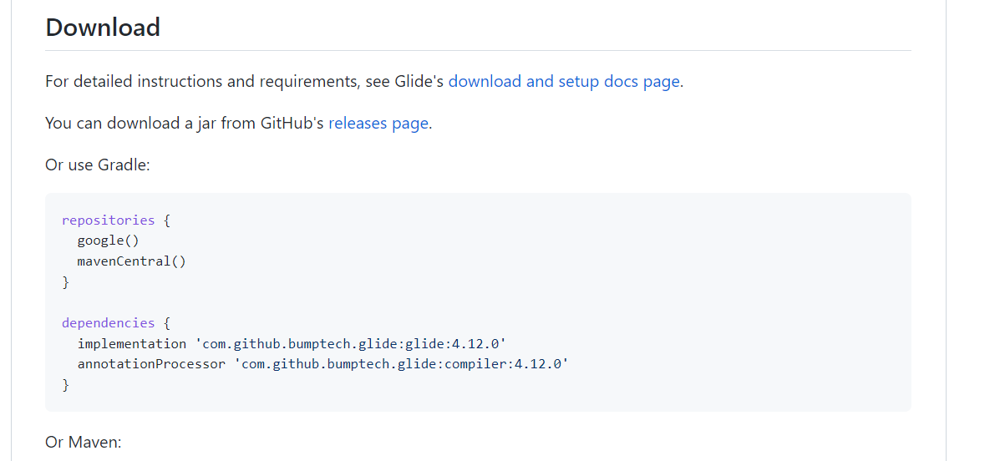 Download
For detailed instructions and requirements, see Glide's download and setup docs page.
You can download a jar from GitHub's releases page.
Or use Gradle:
repositories {
  google()
  mavenCentral()
}
dependencies {
  implementation 'com.github.bumptech.glide:glide:4.12.0'
  annotationProcessor 'com.github.bumptech.glide:compiler:4.12.0'
}
Or Maven: